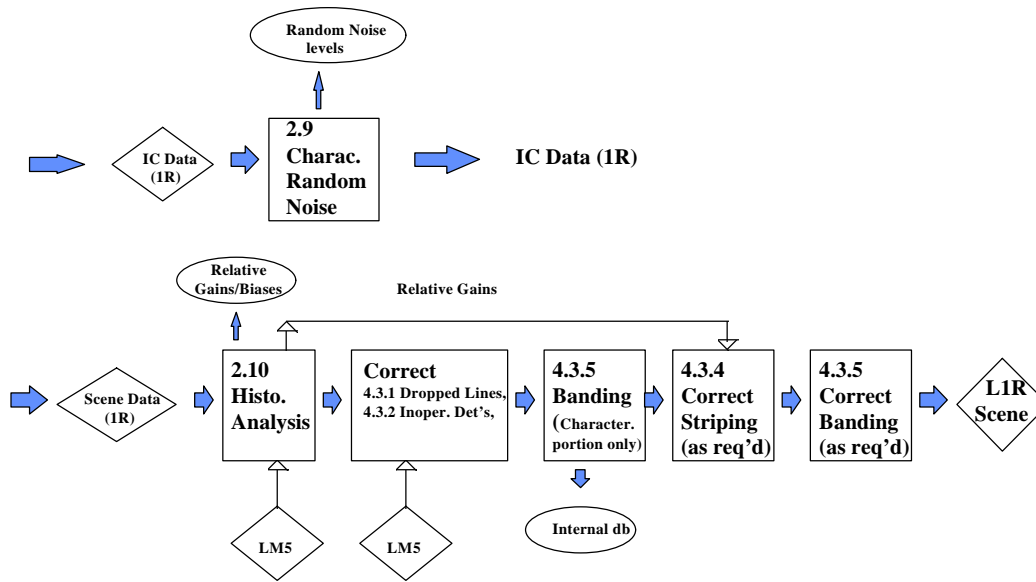 Random Noise
levels
IC Data
(1R)
2.9
Charac.
Random
Noise
IC Data (1R)
Relative
Gains/Biases
Relative Gains
Scene Data
(1R)
2.10
Histo.
Analysis
Correct
4.3.1 Dropped Lines,
4.3.2 Inoper. Det's,
4.3.5
Banding
(Character.
portion only)
4.3.4
Correct
Striping
(as req'd)
4.3.5
Correct
Banding
(as req'd)
L1R
Scene
LM5
LM5
Internal db